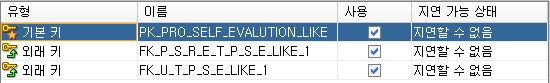 유형 이름 사용 지연 가능 상태
기본 키 PK_PRO_SELF_EVALUTION_LIKE 지연할 수 없음
외래 키 FK_P_S_R_E_T_P_S_E_LIKE_1 지연할 수 없음
외래 키 FK_U_T_P_S_E_LIKE_1 지연할 수 없음